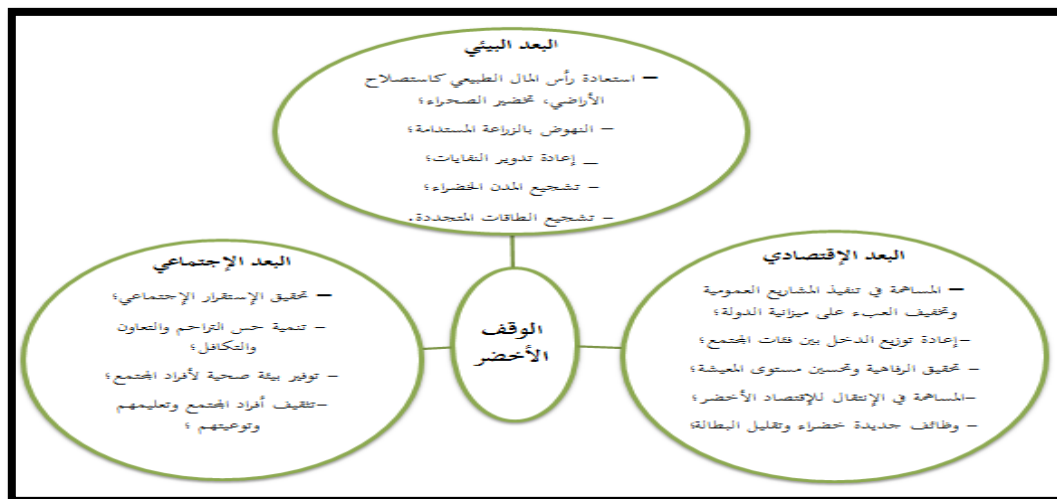 البعد البيئي
– استعادة رأس المال الطبيعي كاستصلاح
الأراضي، تخضير الصحراء؛
– النهوض بالزراعة المستدامة؛
_ إعادة تدوير النفايات؛
– تشجيع المدن الخضراء؛
– تشجيع الطاقات المتجددة.
البعد الإقتصادي
– المساهمة في تنفيذ المشاريع العمومية
وتخفيف العبء على ميزانية الدولة؛
–إعادة توزيع الدخل بين فئات المجتمع؛
– تحقيق الرفاهية وتحسين مستوى المعيشة؛
–المساهمة في الإنتقال للإقتصاد الأخضر؛
– وظائف جديدة خضراء وتقليل البطالة؛
الوقف
الأخضر
البعد الإجتماعي
– تحقيق الإستقرار الإجتماعي؛
– تنمية حس التراحم والتعاون
والتكافل؛
– توفير بيئة صحية لأفراد المجتمع؛
–تثقيف أفراد المجتمع وتعليمهم
وتوعيتهم ؛